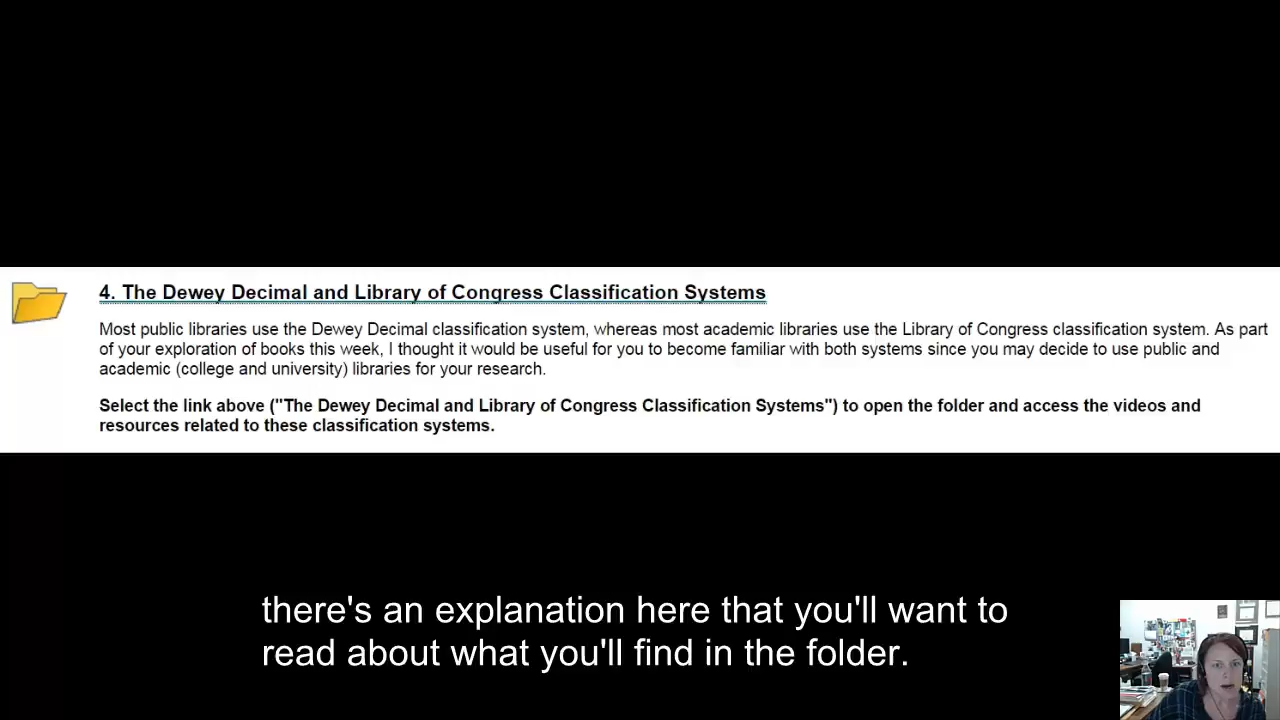 4. The Dewey Decimal and Library of Congress Classification Systems
Most public libraries use the Dewey Decimal classification system, whereas most academic libraries use the Library of Congress classification system. As part
of your exploration of books this week, I thought it would be useful for you to become familiar with both systems since you may decide to use public and
academic (college and university) libraries for your research.
Select the link above ("The Dewey Decimal and Library of Congress Classification Systems") to open the folder and access the videos and
resources related to these classification systems.
there's an explanation here that you'll want to
read about what you'll find in the folder.